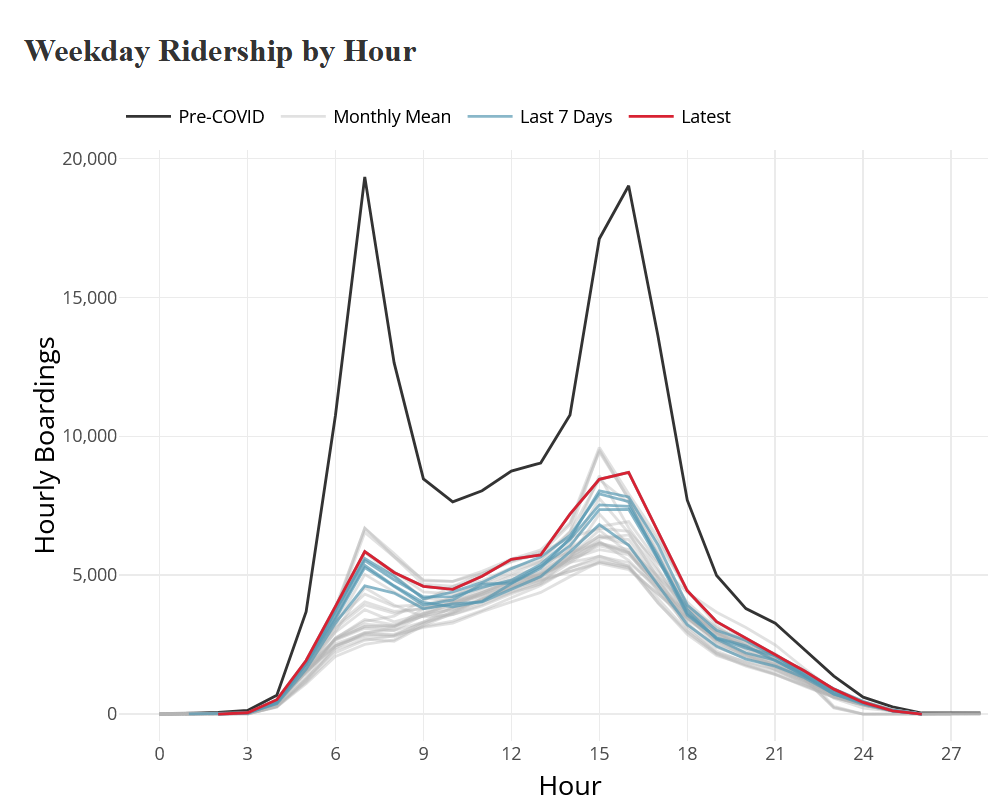 Weekday Ridership by Hour
Pre-COVID Monthly Mean Last 7 Days Latest
20,000
15,000
10,000
5,000
0
Hourly Boardings
0 3 6 9 12 15 18 21 24 27
Hour